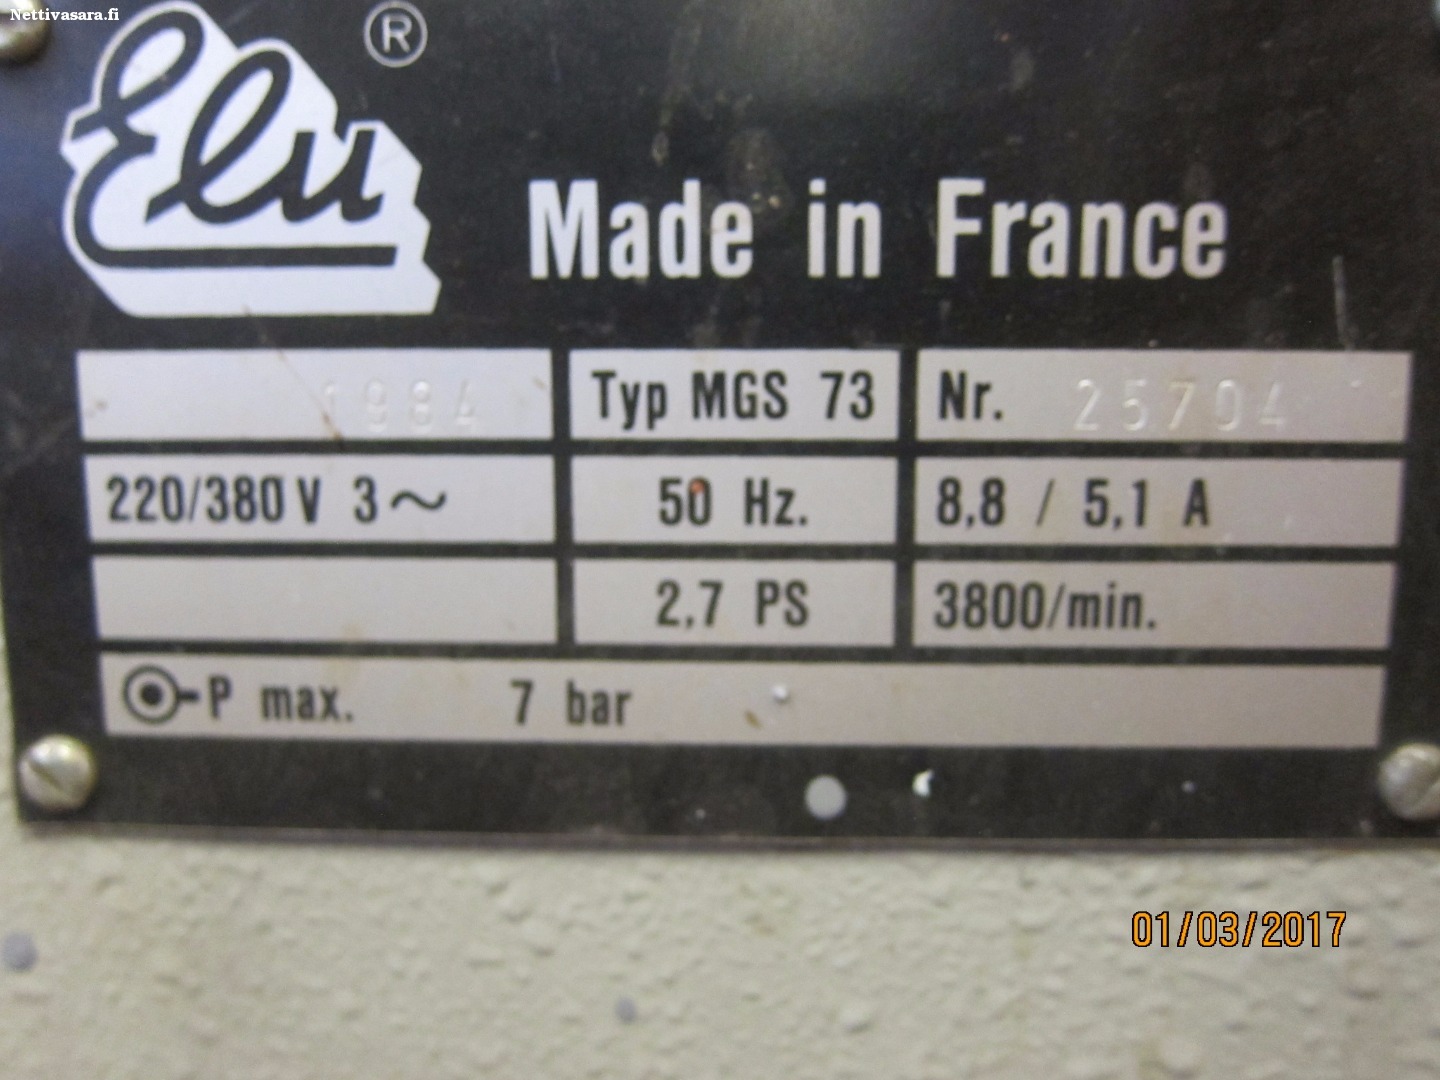 Nettivasara.fi
Elu ®
Made in France
1984 Typ MGS 73 Nr. 25704
220/380 V 3~ 50 Hz. 8,8 / 5,1 A
2,7 PS 3800/min.
P max. 7 bar
01/03/2017